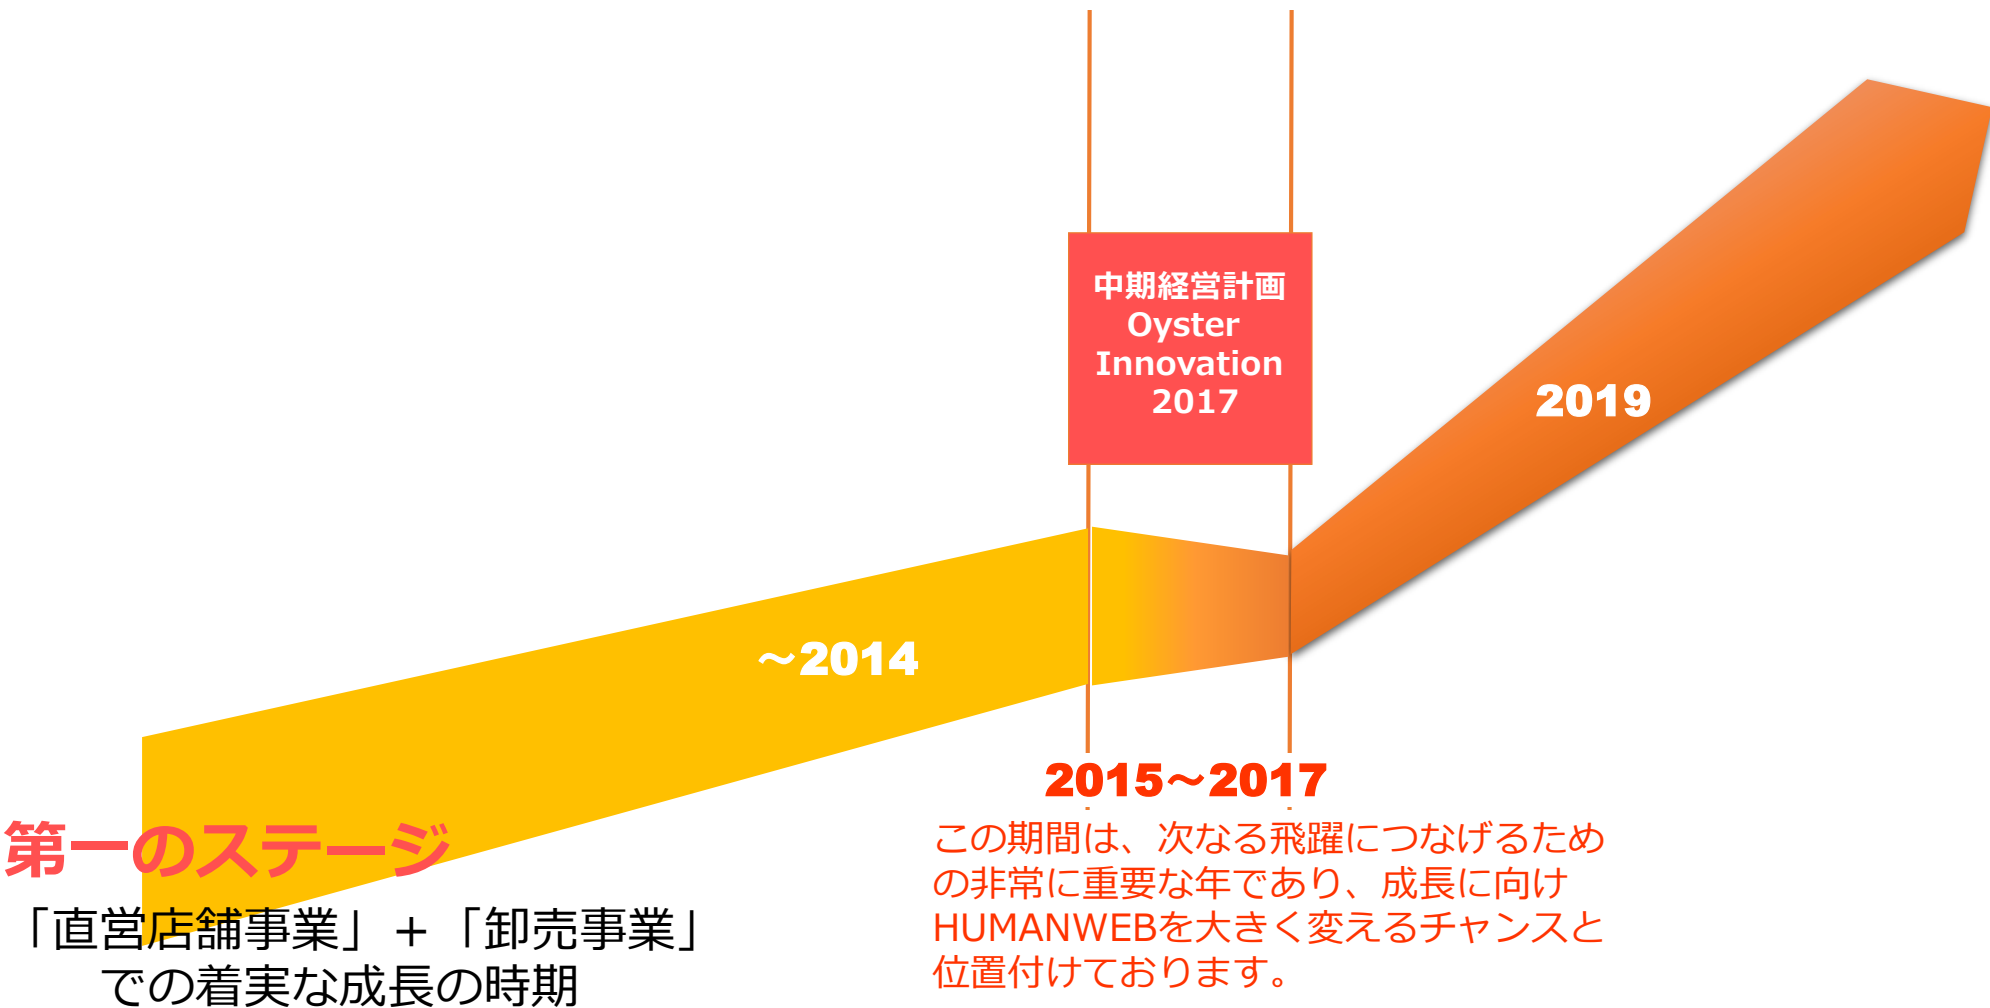 中期経営計画
Oyster
Innovation
2017
2019
～2014
2015～2017
第一のステージ
「直営店舗事業」+「卸売事業」
での着実な成長の時期
この期間は、次なる飛躍につなげるため
の非常に重要な年であり、成長に向け
HUMANWEBを大きく変えるチャンスと
位置付けております。